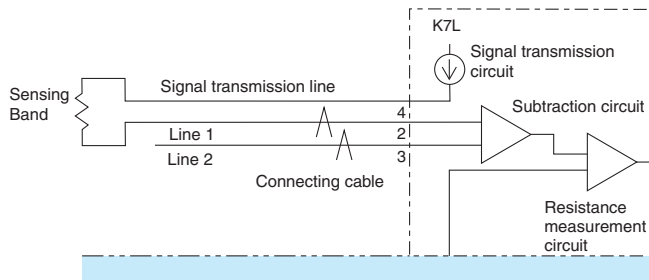 K7L
Signal transmission
circuit
Signal transmission line
Sensing
Band
4
Subtraction circuit
Line 1
2
Line 2
3
Connecting cable
Resistance
measurement
circuit